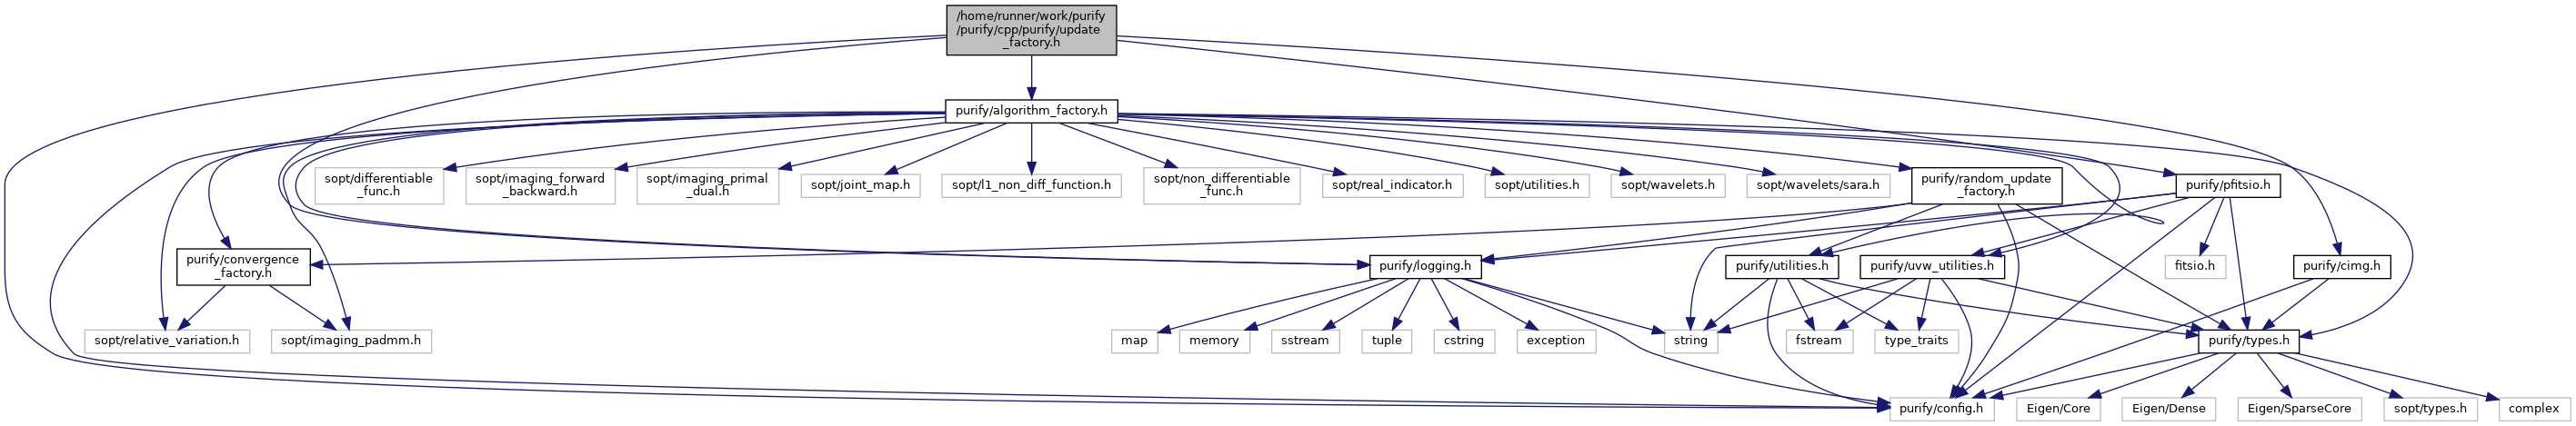 /home/runner/work/purify
/purify/cpp/purify/update
_factory.h
purify/algorithm_factory.h
sopt/differentiable
_func.h
sopt/imaging_forward
_backward.h
sopt/imaging_primal
_dual.h
sopt/joint_map.h
sopt/l1_non_diff_function.h
sopt/non_differentiable
_func.h
sopt/real_indicator.h
sopt/utilities.h
sopt/wavelets.h
sopt/wavelets/sara.h
purify/random_update
_factory.h
purify/pfitsio.h
purify/convergence
_factory.h
purify/logging.h
purify/utilities.h
purify/uvw_utilities.h
fitsio.h
purify/cimg.h
sopt/relative_variation.h
sopt/imaging_padmm.h
map
memory
sstream
tuple
cstring
exception
string
fstream
type_traits
purify/types.h
purify/config.h
Eigen/Core
Eigen/Dense
Eigen/SparseCore
sopt/types.h
complex